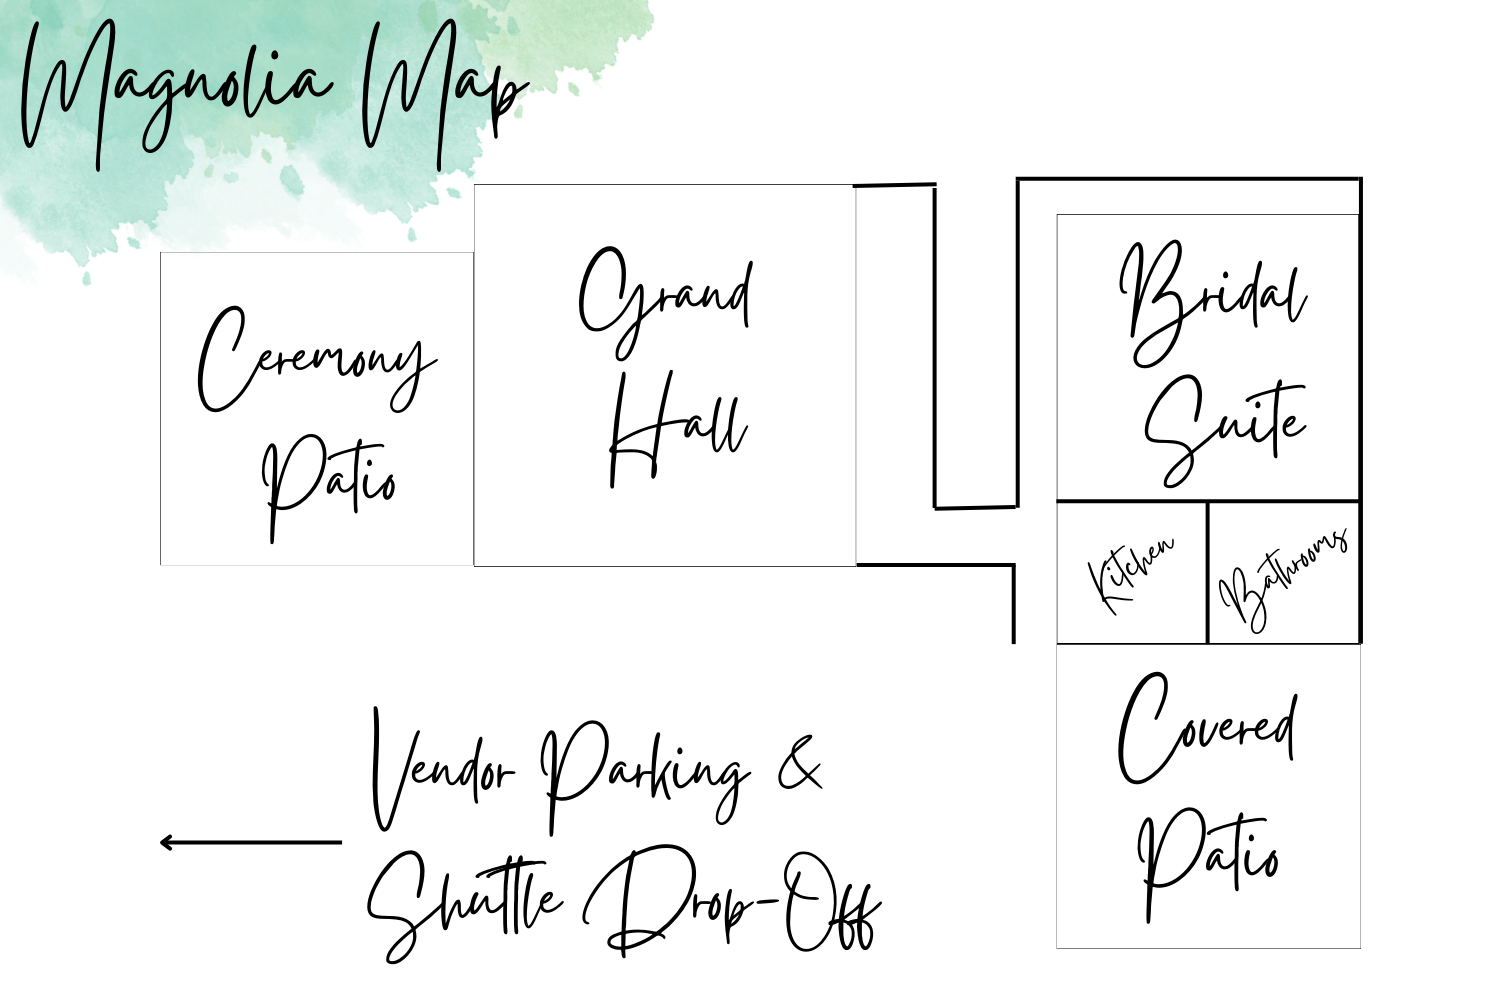 Magnolia Map
Ceremony
Patio
Grand
Hall
Bridal
Suite
Kitchen
Bathrooms
Covered
Patio
Vendor Parking &
Shuttle Drop-Off